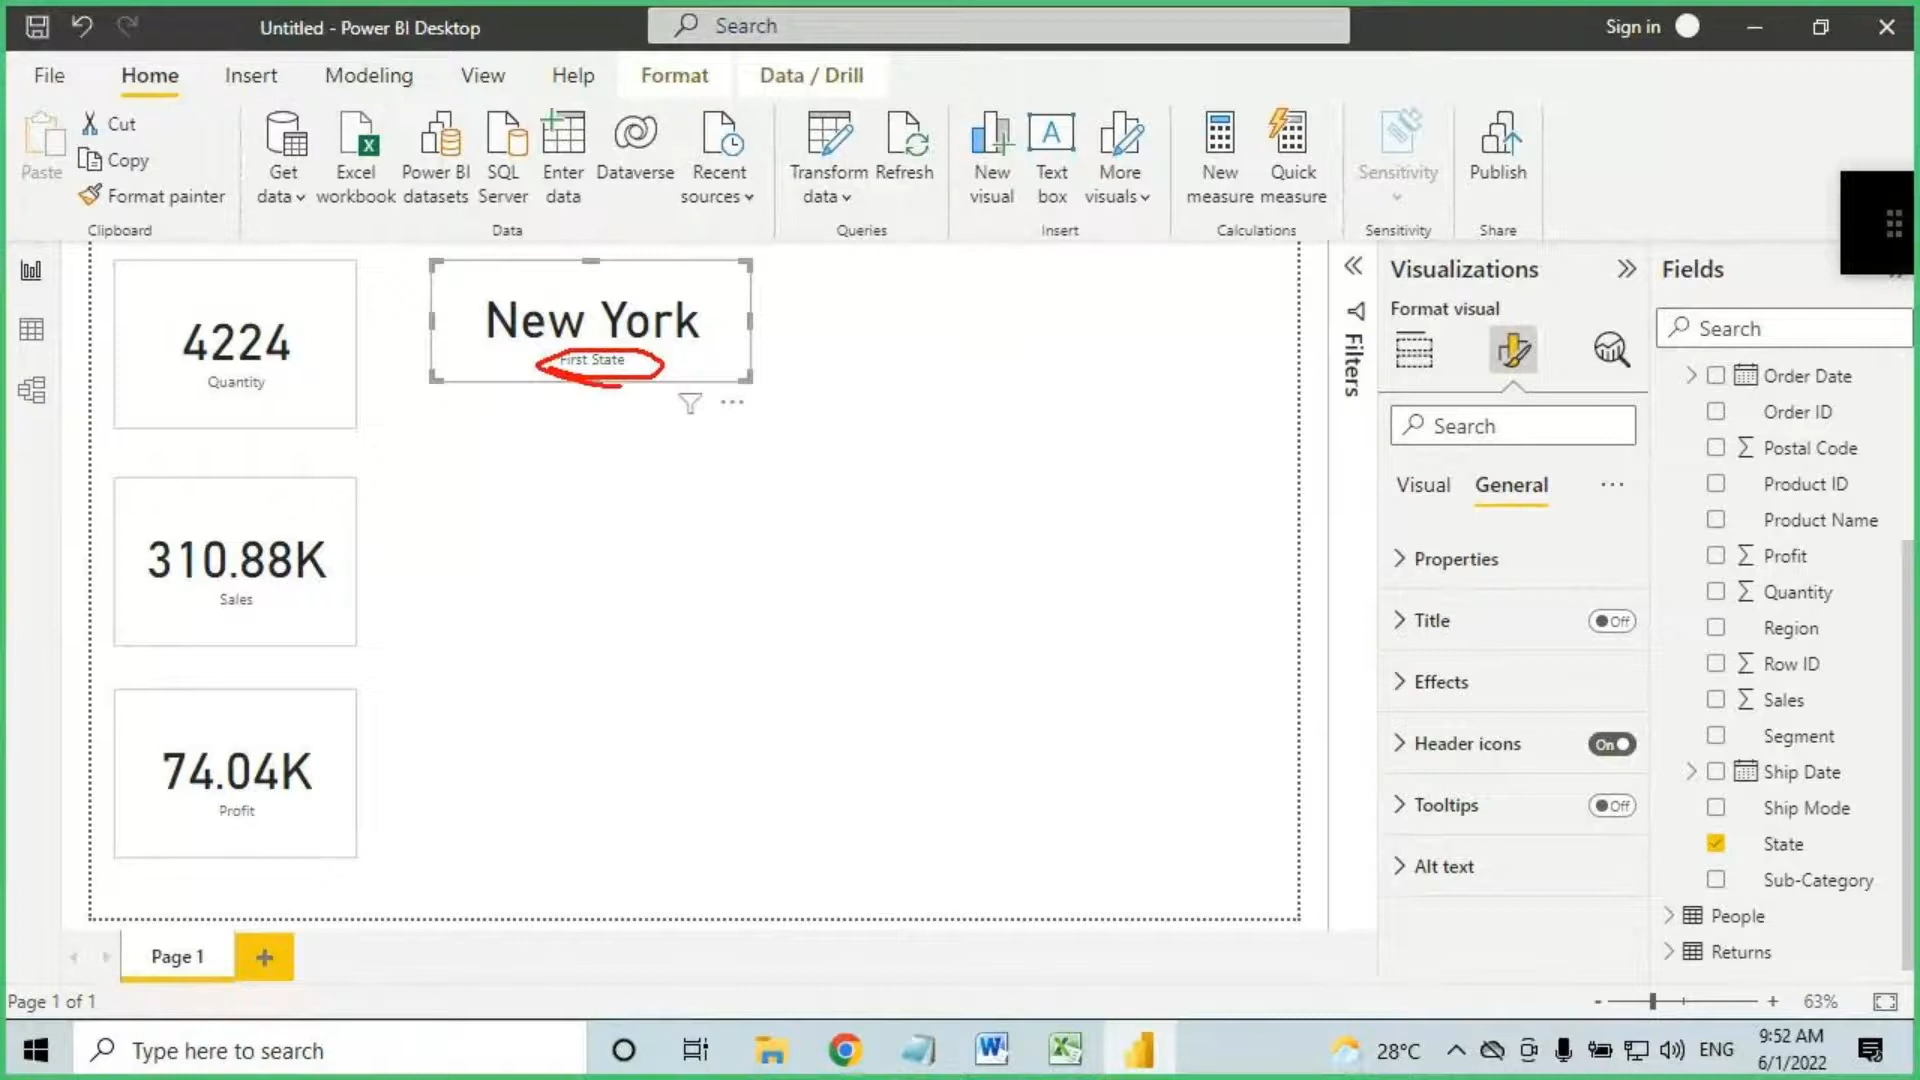 Untitled - Power BI Desktop
Search
Sign in
File
Home
Insert
Modeling
View
Help
Format
Data / Drill
Paste
Cut
Copy
Format painter
Clipboard
Get data
Excel workbook
Power BI datasets
SQL Server
Enter data
Dataverse
Recent sources
Data
Transform data
Refresh
Queries
New visual
Text box
More visuals
Insert
New measure
Quick measure
Calculations
Sensitivity
Sensitivity
Publish
Share
4224
Quantity
New York
First State
310.88K
Sales
74.04K
Profit
Filters
Visualizations
Format visual
Search
Visual
General
Properties
Title
Off
Effects
Header icons
On
Tooltips
Off
Alt text
Fields
Search
Order Date
Order ID
Postal Code
Product ID
Product Name
Profit
Quantity
Region
Row ID
Sales
Segment
Ship Date
Ship Mode
State
Sub-Category
People
Returns
Page 1
Page 1 of 1
- + 63%
Type here to search
28°C
ENG
9:52 AM
6/1/2022